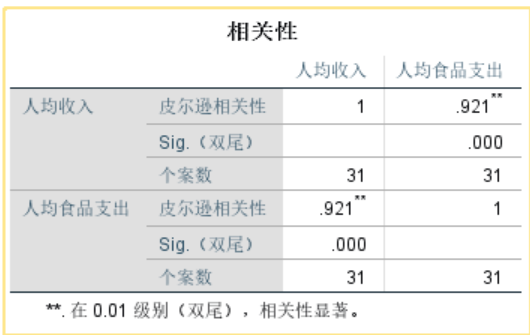 相关性
人均收入 人均食品支出
人均收入 皮尔逊相关性 1 .921**
Sig.（双尾） .000
个案数 31 31
人均食品支出 皮尔逊相关性 .921** 1
Sig.（双尾） .000
个案数 31 31
**. 在 0.01 级别（双尾），相关性显著。